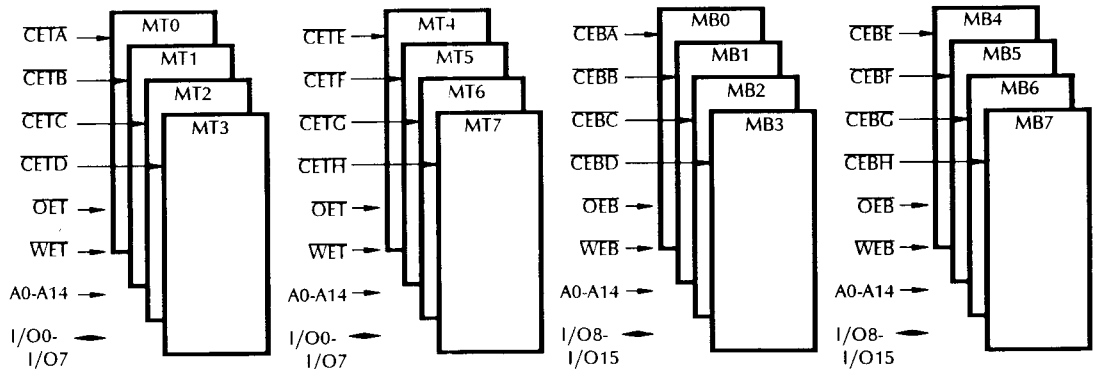 MT0
MT1
MT2
MT3
CETA
CETB
CETC
CETD
OET
WET
A0-A14
I/O0-
I/O7
MT4
MT5
MT6
MT7
CETE
CETF
CETG
CETH
OET
WET
A0-A14
I/O0-
I/O7
MB0
MB1
MB2
MB3
CEBA
CEBB
CEBC
CEBD
OEB
WEB
A0-A14
I/O8-
I/O15
MB4
MB5
MB6
MB7
CEBE
CEBF
CEBG
CEBH
OEB
WEB
A0-A14
I/O8-
I/O15